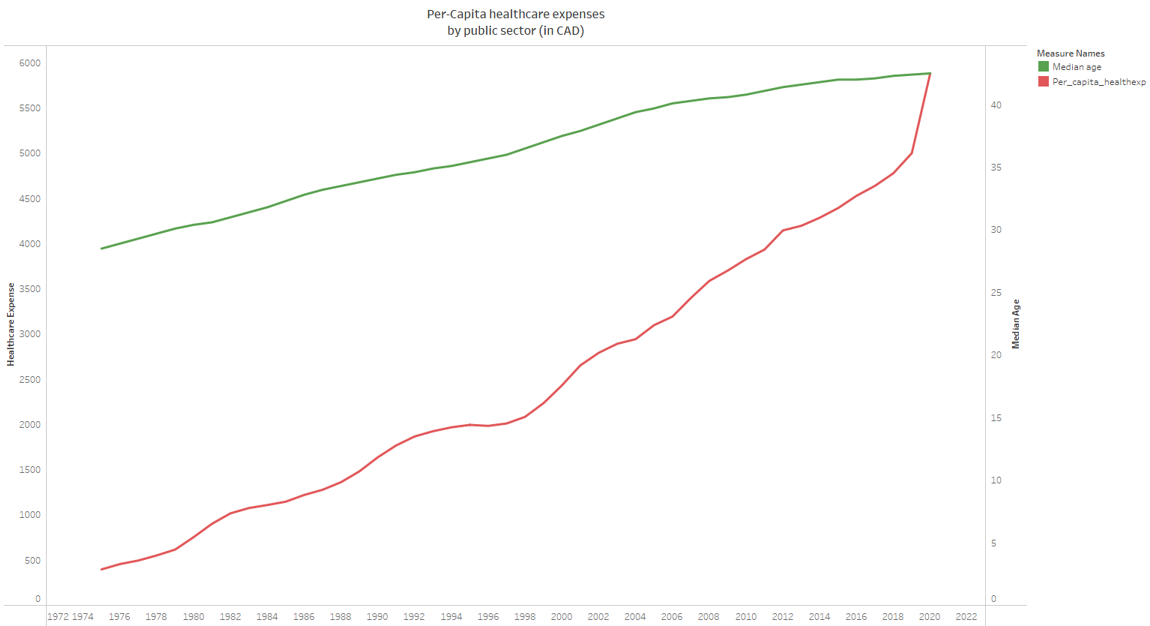 Per-Capita healthcare expenses
by public sector (in CAD)
Measure Names
Median age
Per_capita_healthexp
6000
5500
5000
4500
4000
3500
3000
2500
2000
1500
1000
500
0
Healthcare Expense
40
35
30
25
20
15
10
5
0
Median Age
1972 1974 1976 1978 1980 1982 1984 1986 1988 1990 1992 1994 1996 1998 2000 2002 2004 2006 2008 2010 2012 2014 2016 2018 2020 2022